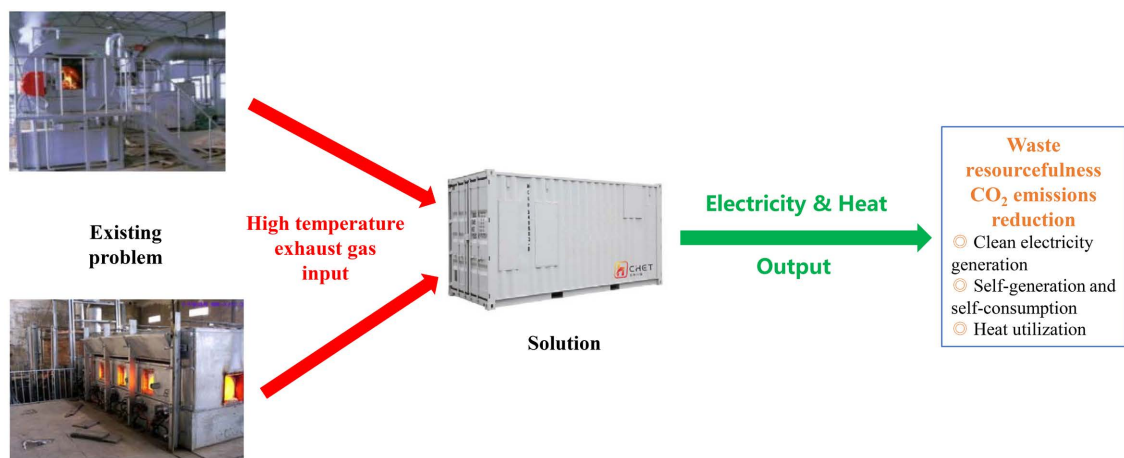 Existing
problem
High temperature
exhaust gas
input
CHET
Solution
Electricity & Heat
Output
Waste
resourcefulness
CO₂ emissions
reduction
◎ Clean electricity
generation
◎ Self-generation and
self-consumption
◎ Heat utilization